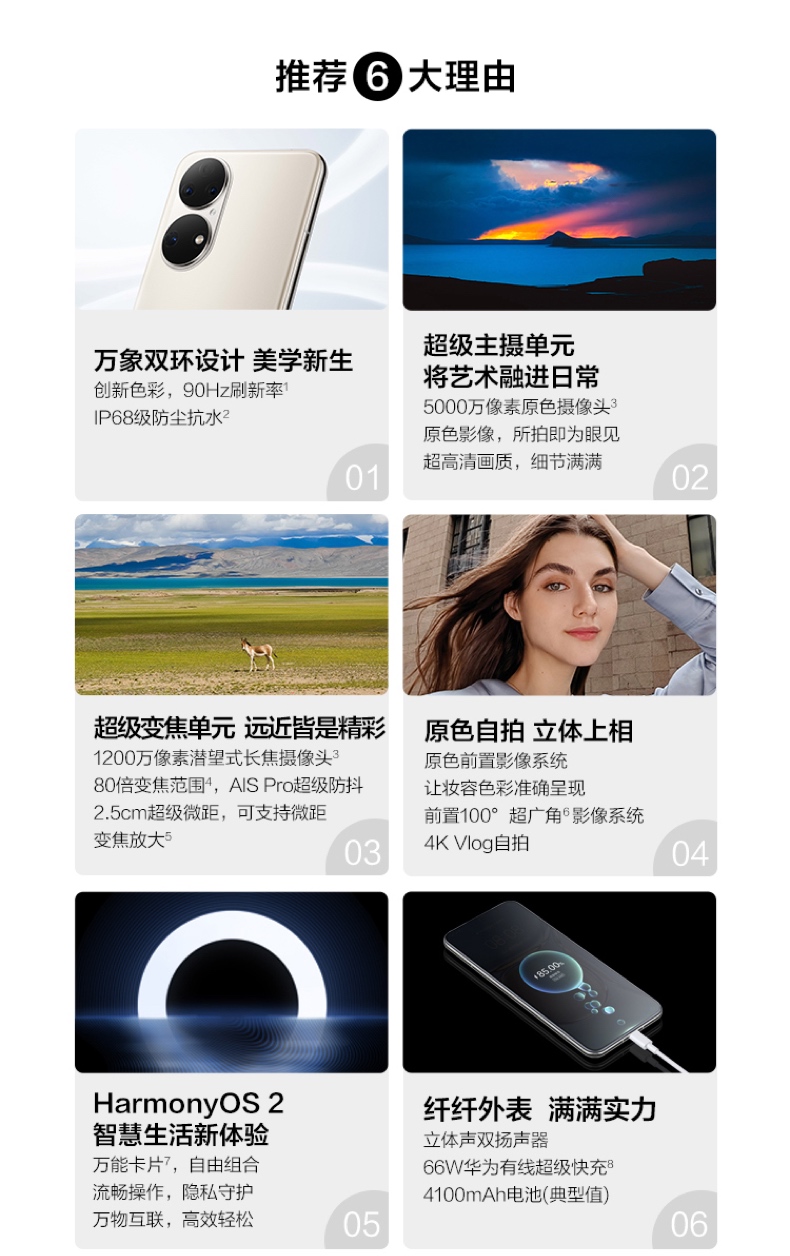 推荐6大理由
万象双环设计 美学新生
创新色彩，90Hz刷新率1
IP68级防尘抗水2
01
超级主摄单元
将艺术融进日常
5000万像素原色摄像头3
原色影像，所拍即为眼见
超高清画质，细节满满
02
超级变焦单元 远近皆是精彩
1200万像素潜望式长焦摄像头3
80倍变焦范围4，AIS Pro超级防抖
2.5cm超级微距，可支持微距
变焦放大5
03
原色自拍 立体上相
原色前置影像系统
让妆容色彩准确呈现
前置100°超广角6影像系统
4K Vlog自拍
04
HarmonyOS 2
智慧生活新体验
万能卡片7，自由组合
流畅操作，隐私守护
万物互联，高效轻松
05
85.00%
纤纤外表 满满实力
立体声双扬声器
66W华为有线超级快充8
4100mAh电池(典型值)
06